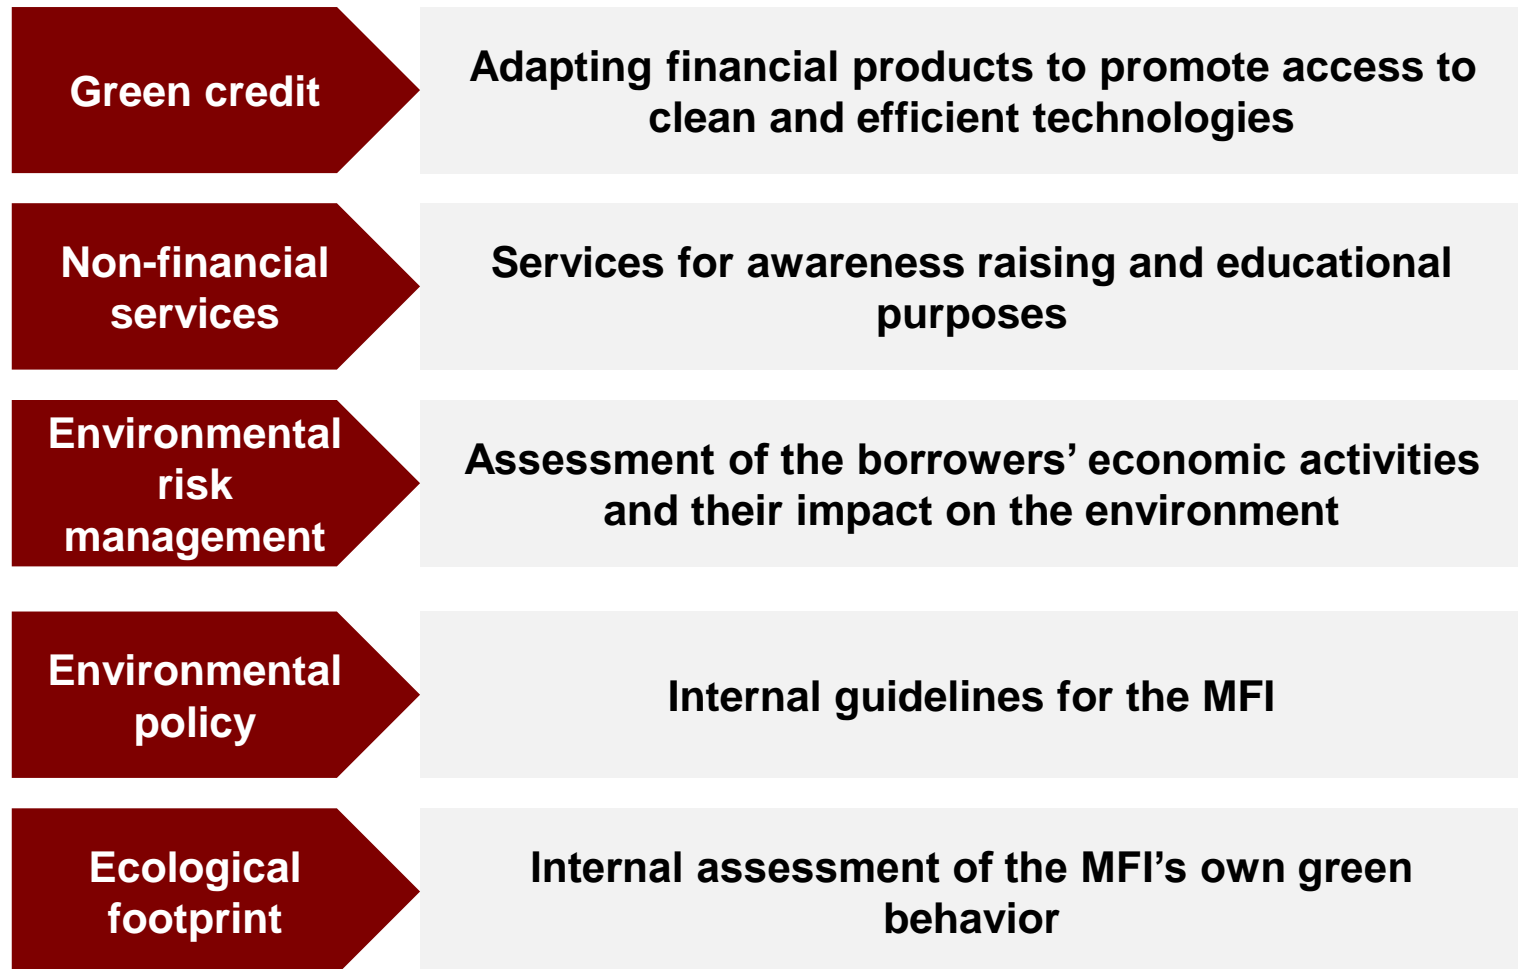 Green credit
Adapting financial products to promote access to
clean and efficient technologies
Non-financial
services
Services for awareness raising and educational
purposes
Environmental
risk
management
Assessment of the borrowers’ economic activities
and their impact on the environment
Environmental
policy
Internal guidelines for the MFI
Ecological
footprint
Internal assessment of the MFI’s own green
behavior